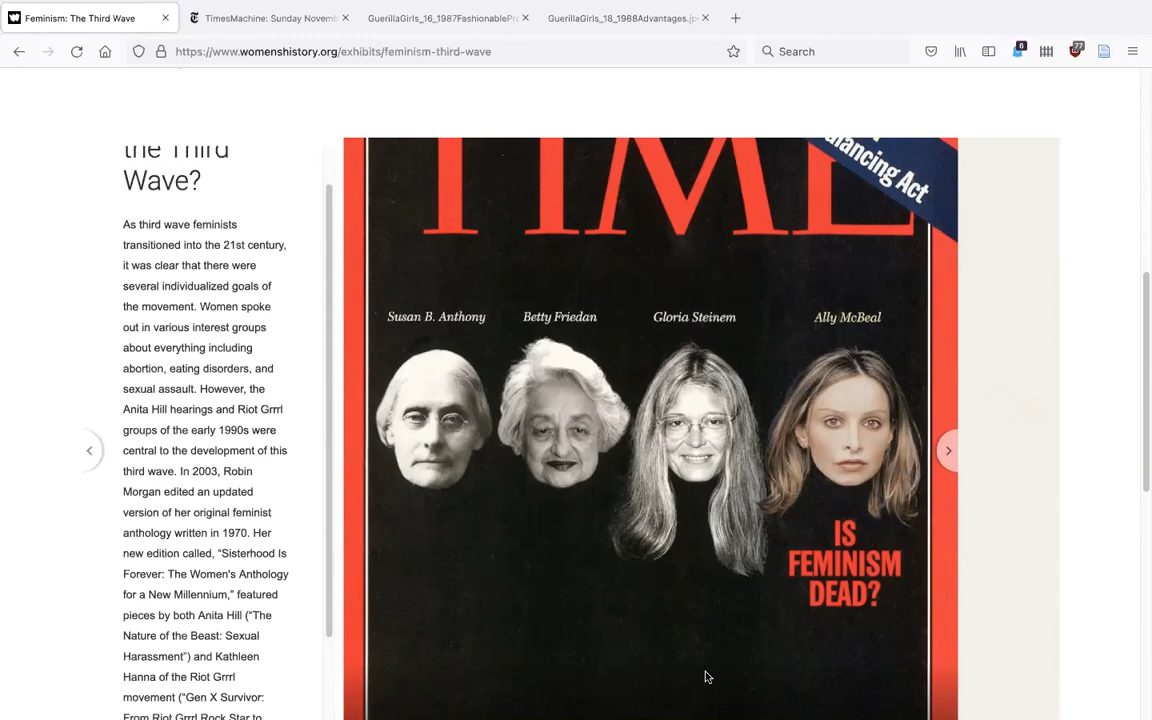 Feminism: The Third Wave
TimesMachine: Sunday Novemb
GuerillaGirls_16_1987FashionablePr
GuerillaGirls_18_1988Advantages.jp
https://www.womenshistory.org/exhibits/feminism-third-wave
Search
6
77
the Third
Wave?
As third wave feminists
transitioned into the 21st century,
it was clear that there were
several individualized goals of
the movement. Women spoke
out in various interest groups
about everything including
abortion, eating disorders, and
sexual assault. However, the
Anita Hill hearings and Riot Grrrl
groups of the early 1990s were
central to the development of this
third wave. In 2003, Robin
Morgan edited an updated
version of her original feminist
anthology written in 1970. Her
new edition called, “Sisterhood Is
Forever: The Women's Anthology
for a New Millennium,” featured
pieces by both Anita Hill (“The
Nature of the Beast: Sexual
Harassment”) and Kathleen
Hanna of the Riot Grrrl
movement (“Gen X Survivor:
From Riot Grrrl Rock Star to
TIME
alancing Act
Susan B. Anthony
Betty Friedan
Gloria Steinem
Ally McBeal
IS
FEMINISM
DEAD?